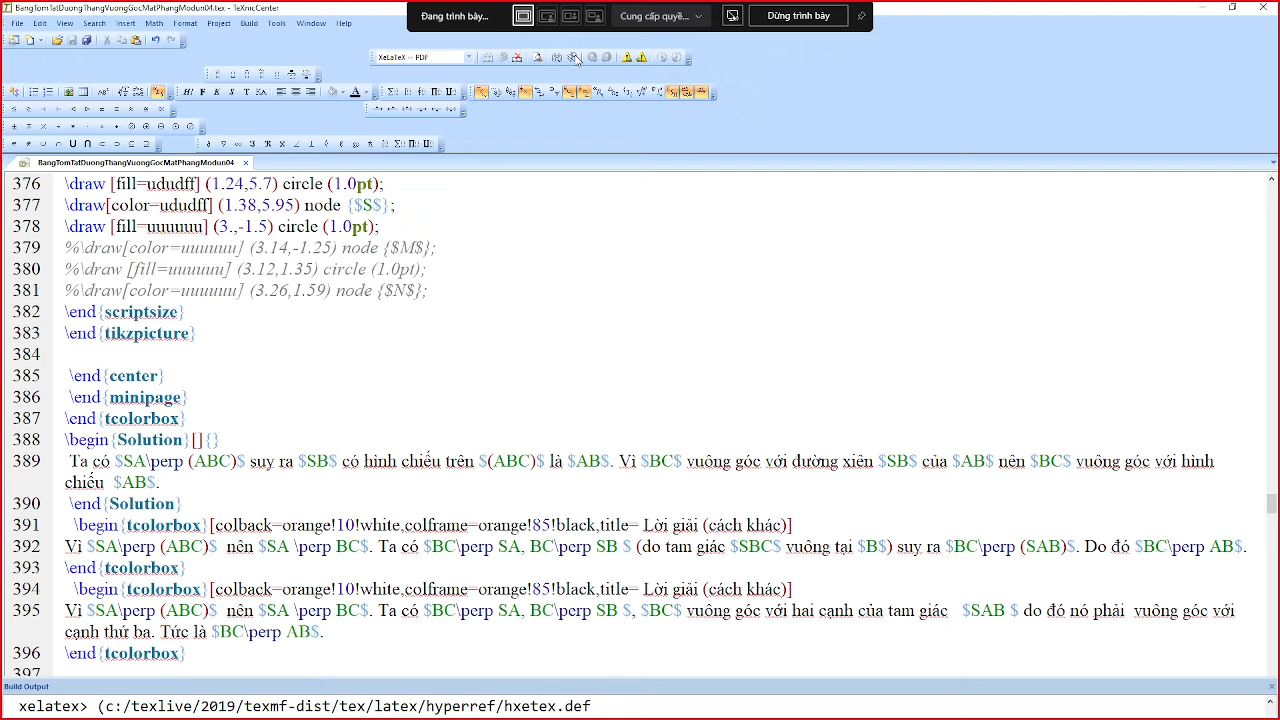 BangTomTatDuongThangVuongGocMatPhangModun04.tex - TeXnicCenter
Đang trình bày...
Cung cấp quyề...
Dừng trình bày
File Edit View Search Insert Math Format Project Build Tools Window Help
XeLaTeX ⇨ PDF
BangTomTatDuongThangVuongGocMatPhangModun04
376 \draw [fill=ududff] (1.24,5.7) circle (1.0pt);
377 \draw[color=ududff] (1.38,5.95) node {$S$};
378 \draw [fill=uuuuuu] (3.,-1.5) circle (1.0pt);
379 %\draw[color=uuuuuu] (3.14,-1.25) node {$M$};
380 %\draw [fill=uuuuuu] (3.12,1.35) circle (1.0pt);
381 %\draw[color=uuuuuu] (3.26,1.59) node {$N$};
382 \end{scriptsize}
383 \end{tikzpicture}
384
385 \end{center}
386 \end{minipage}
387 \end{tcolorbox}
388 \begin{Solution}[]{}
389 Ta có $SA\perp (ABC)$ suy ra $SB$ có hình chiếu trên $(ABC)$ là $AB$. Vì $BC$ vuông góc với đường xiên $SB$ của $AB$ nên $BC$ vuông góc với hình
chiếu $AB$.
390 \end{Solution}
391 \begin{tcolorbox}[colback=orange!10!white,colframe=orange!85!black,title= Lời giải (cách khác)]
392 Vì $SA\perp (ABC)$ nên $SA \perp BC$. Ta có $BC\perp SA, BC\perp SB $ (do tam giác $SBC$ vuông tại $B$) suy ra $BC\perp (SAB)$. Do đó $BC\perp AB$.
393 \end{tcolorbox}
394 \begin{tcolorbox}[colback=orange!10!white,colframe=orange!85!black,title= Lời giải (cách khác)]
395 Vì $SA\perp (ABC)$ nên $SA \perp BC$. Ta có $BC\perp SA, BC\perp SB $, $BC$ vuông góc với hai cạnh của tam giác $SAB $ do đó nó phải vuông góc với
cạnh thứ ba. Tức là $BC\perp AB$.
396 \end{tcolorbox}
397
Build Output
xelatex> (c:/texlive/2019/texmf-dist/tex/latex/hyperref/hxetex.def